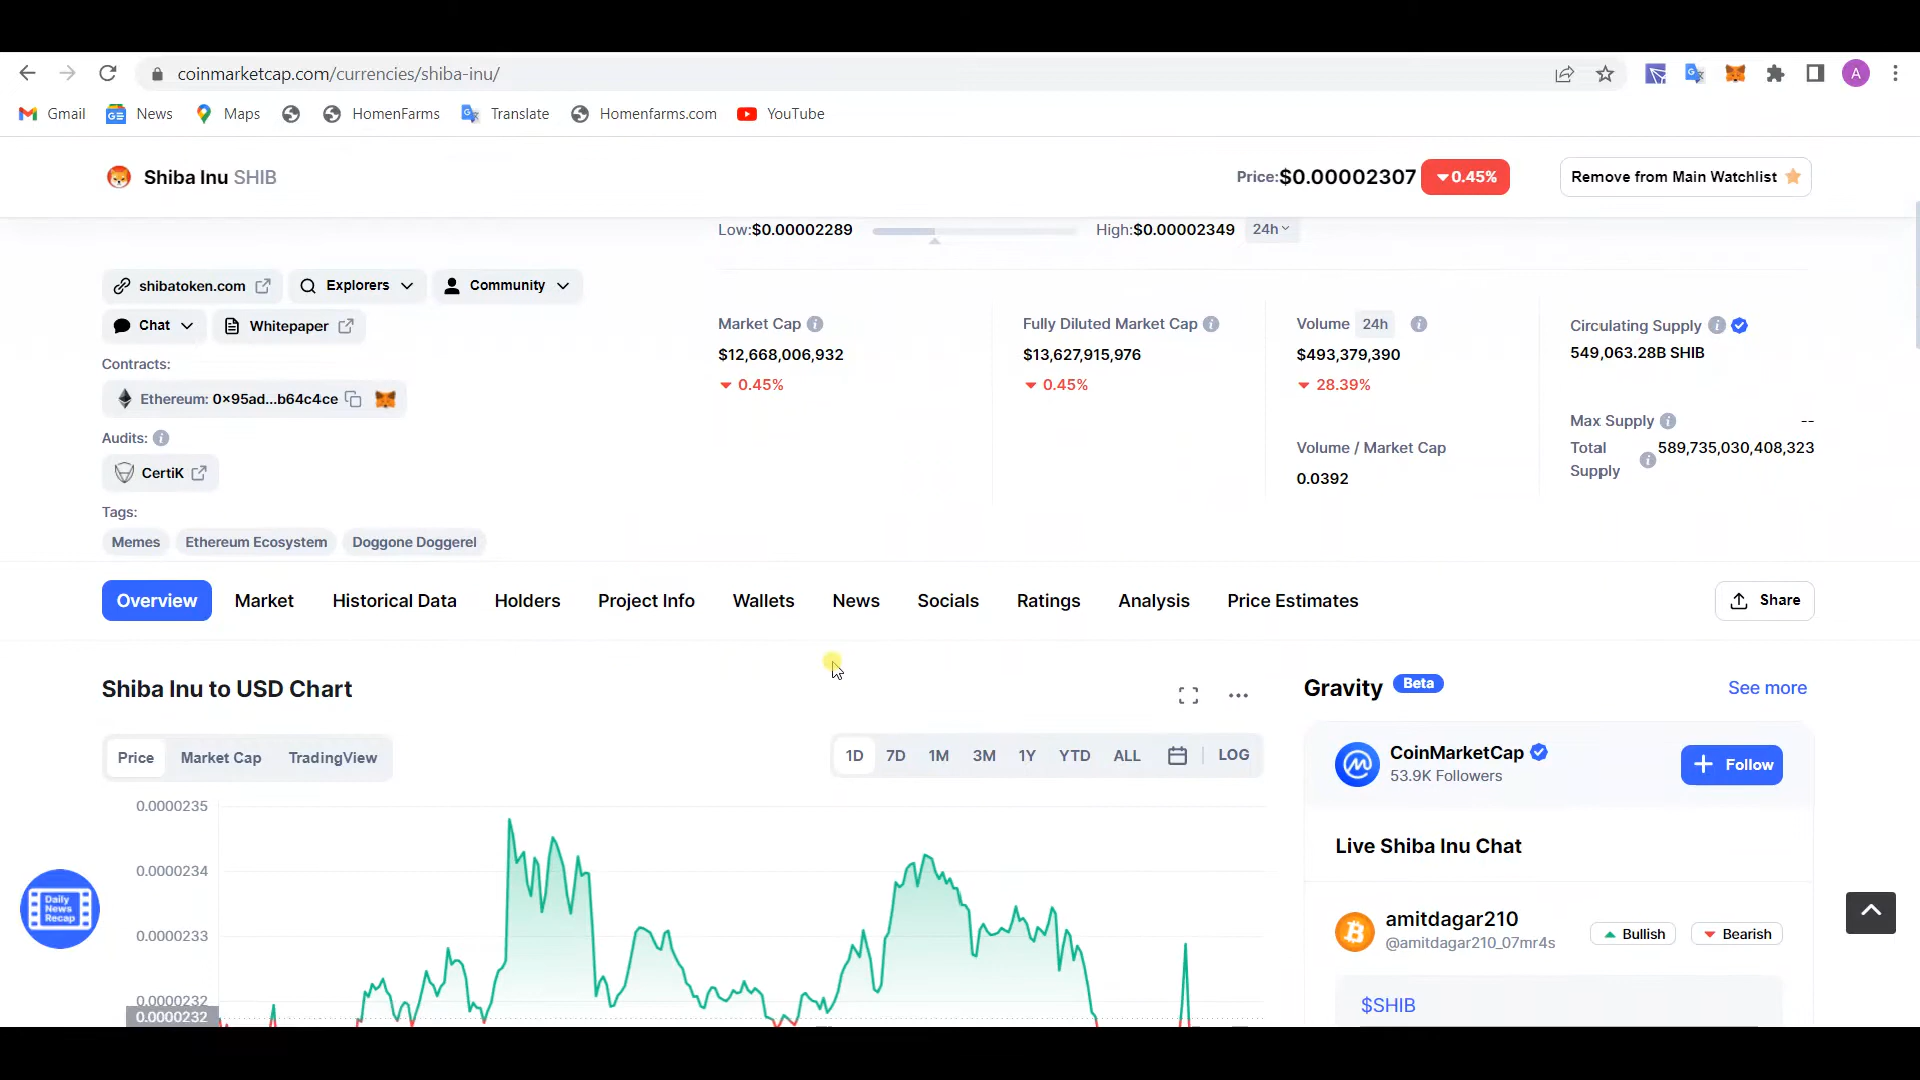 coinmarketcap.com/currencies/shiba-inu/
A
Gmail News Maps HomenFarms Translate Homenfarms.com YouTube
Shiba Inu SHIB
Price:$0.00002307 0.45% Remove from Main Watchlist
Low:$0.00002289 High:$0.00002349 24h
shibatoken.com Explorers Community
Chat Whitepaper
Contracts:
Ethereum: 0x95ad...b64c4ce
Audits:
CertiK
Tags:
Memes Ethereum Ecosystem Doggone Doggerel
Market Cap
$12,668,006,932
0.45%
Fully Diluted Market Cap
$13,627,915,976
0.45%
Volume 24h
$493,379,390
28.39%
Volume / Market Cap
0.0392
Circulating Supply
549,063.28B SHIB
Max Supply --
Total Supply 589,735,030,408,323
Overview Market Historical Data Holders Project Info Wallets News Socials Ratings Analysis Price Estimates Share
Shiba Inu to USD Chart
Price Market Cap TradingView
1D 7D 1M 3M 1Y YTD ALL LOG
0.0000235
0.0000234
0.0000233
0.0000232
0.0000232
Daily
News
Recap
Gravity Beta See more
CoinMarketCap
53.9K Followers
Follow
Live Shiba Inu Chat
amitdagar210
@amitdagar210_07mr4s
Bullish Bearish
$SHIB